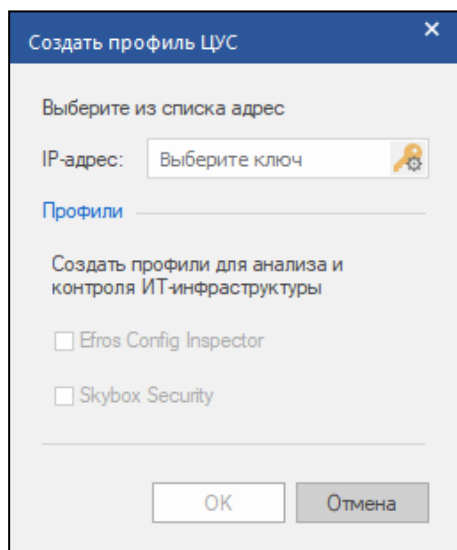 Создать профиль ЦУС
Выберите из списка адрес
IP-адрес: Выберите ключ
Профили
Создать профили для анализа и
контроля ИТ-инфраструктуры
Efros Config Inspector
Skybox Security
OK Отмена